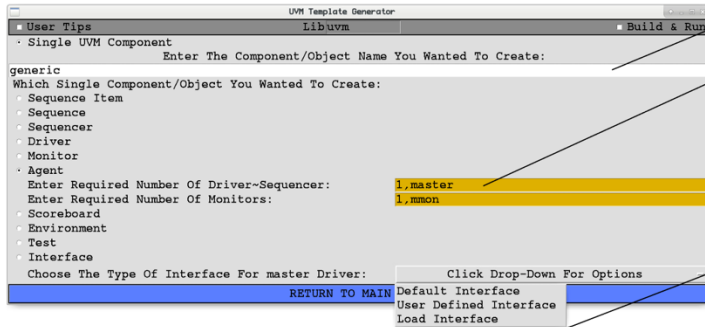 UVM Template Generator
User Tips Libuvm Build & Run
Single UVM Component
Enter The Component/Object Name You Wanted To Create:
generic
Which Single Component/Object You Wanted To Create:
Sequence Item
Sequence
Sequencer
Driver
Monitor
Agent
Enter Required Number Of Driver~Sequencer: 1,master
Enter Required Number Of Monitors: 1,mmon
Scoreboard
Environment
Test
Interface
Choose The Type Of Interface For master Driver: Click Drop-Down For Options
RETURN TO MAIN
Default Interface
User Defined Interface
Load Interface